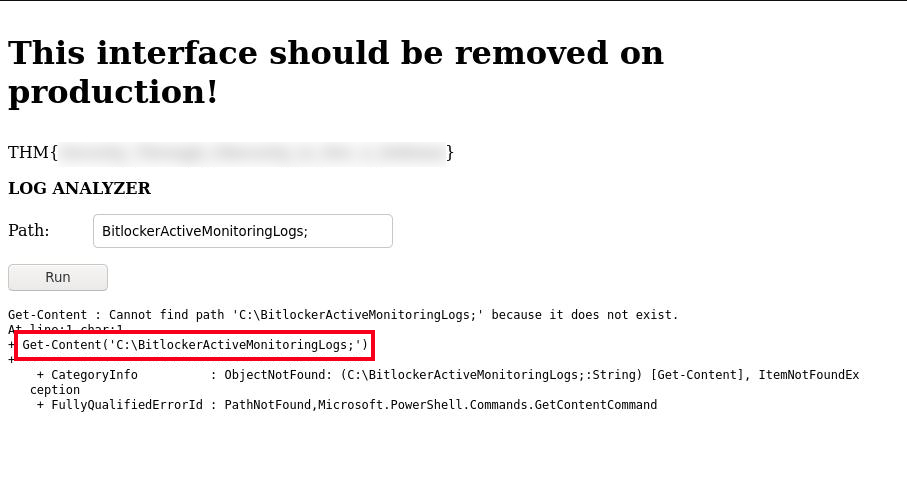 This interface should be removed on
production!
THM{ }
LOG ANALYZER
Path: BitlockerActiveMonitoringLogs;
Run
Get-Content : Cannot find path 'C:\BitlockerActiveMonitoringLogs;' because it does not exist.
At line:1 char:1
+ Get-Content('C:\BitlockerActiveMonitoringLogs;')
+
+ CategoryInfo          : ObjectNotFound: (C:\BitlockerActiveMonitoringLogs;:String) [Get-Content], ItemNotFoundEx
ception
+ FullyQualifiedErrorId : PathNotFound,Microsoft.PowerShell.Commands.GetContentCommand